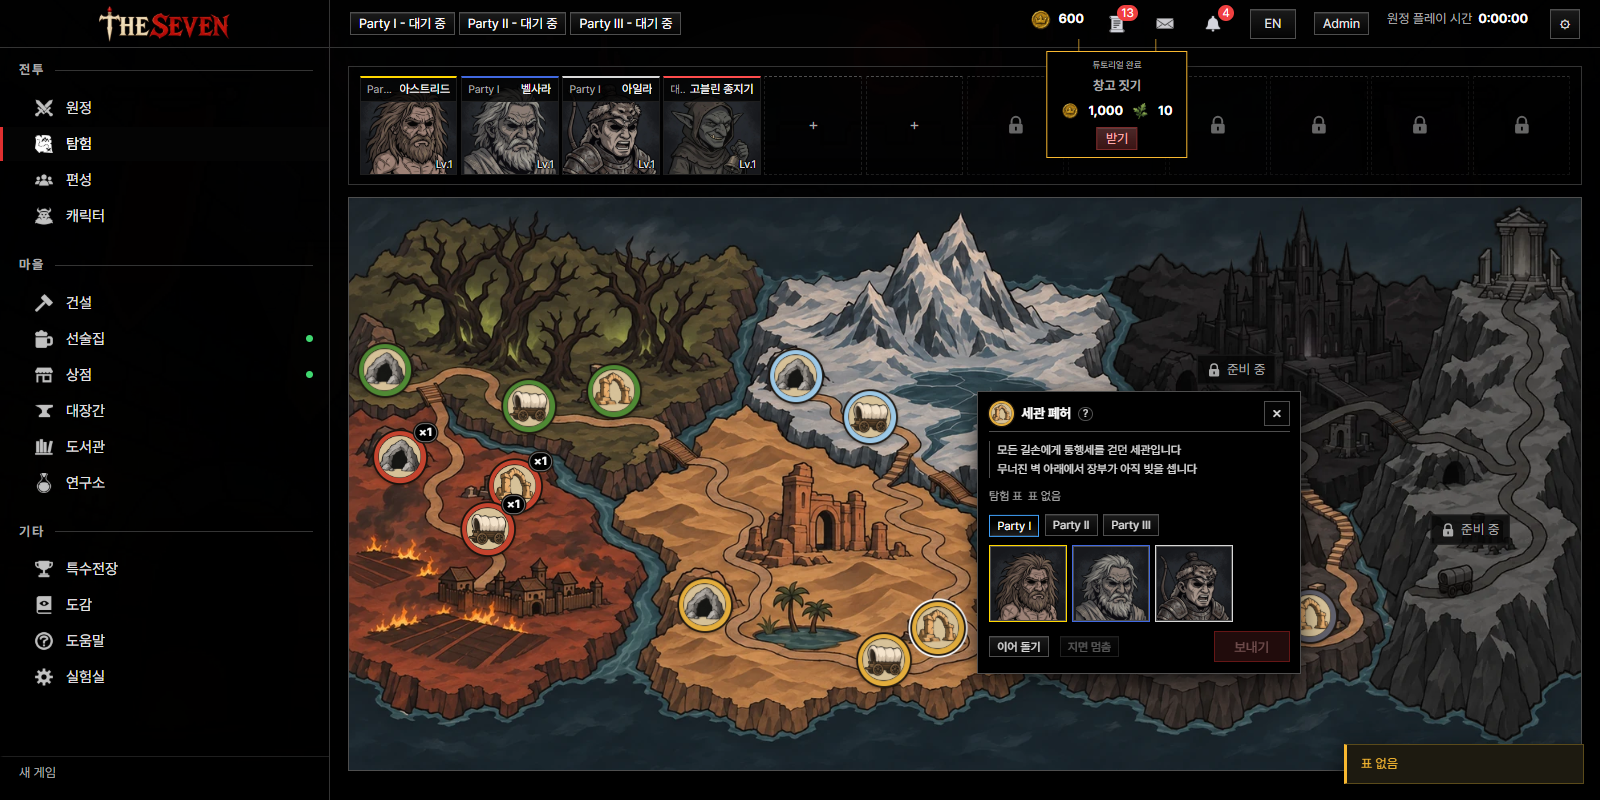 THE SEVEN
Party I - 대기 중
Party II - 대기 중
Party III - 대기 중
600
13
4
EN
Admin
원정 플레이 시간 0:00:00
전투
원정
탐험
편성
캐릭터
마을
건설
선술집
상점
대장간
도서관
연구소
기타
특수전장
도감
도움말
실험실
새 게임
Par... 아스트리드
Lv.1
Party I 벨사라
Lv.1
Party I 아일라
Lv.1
대.. 고블린 종지기
Lv.1
+
+
튜토리얼 완료
창고 짓기
1,000 10
받기
준비 중
준비 중
×1
×1
×1
세관 폐허 ?
모든 길손에게 통행세를 걷던 세관입니다
무너진 벽 아래에서 장부가 아직 빚을 셉니다
탐험 표 표 없음
Party I
Party II
Party III
이어 돌기
지면 멈춤
보내기
표 없음